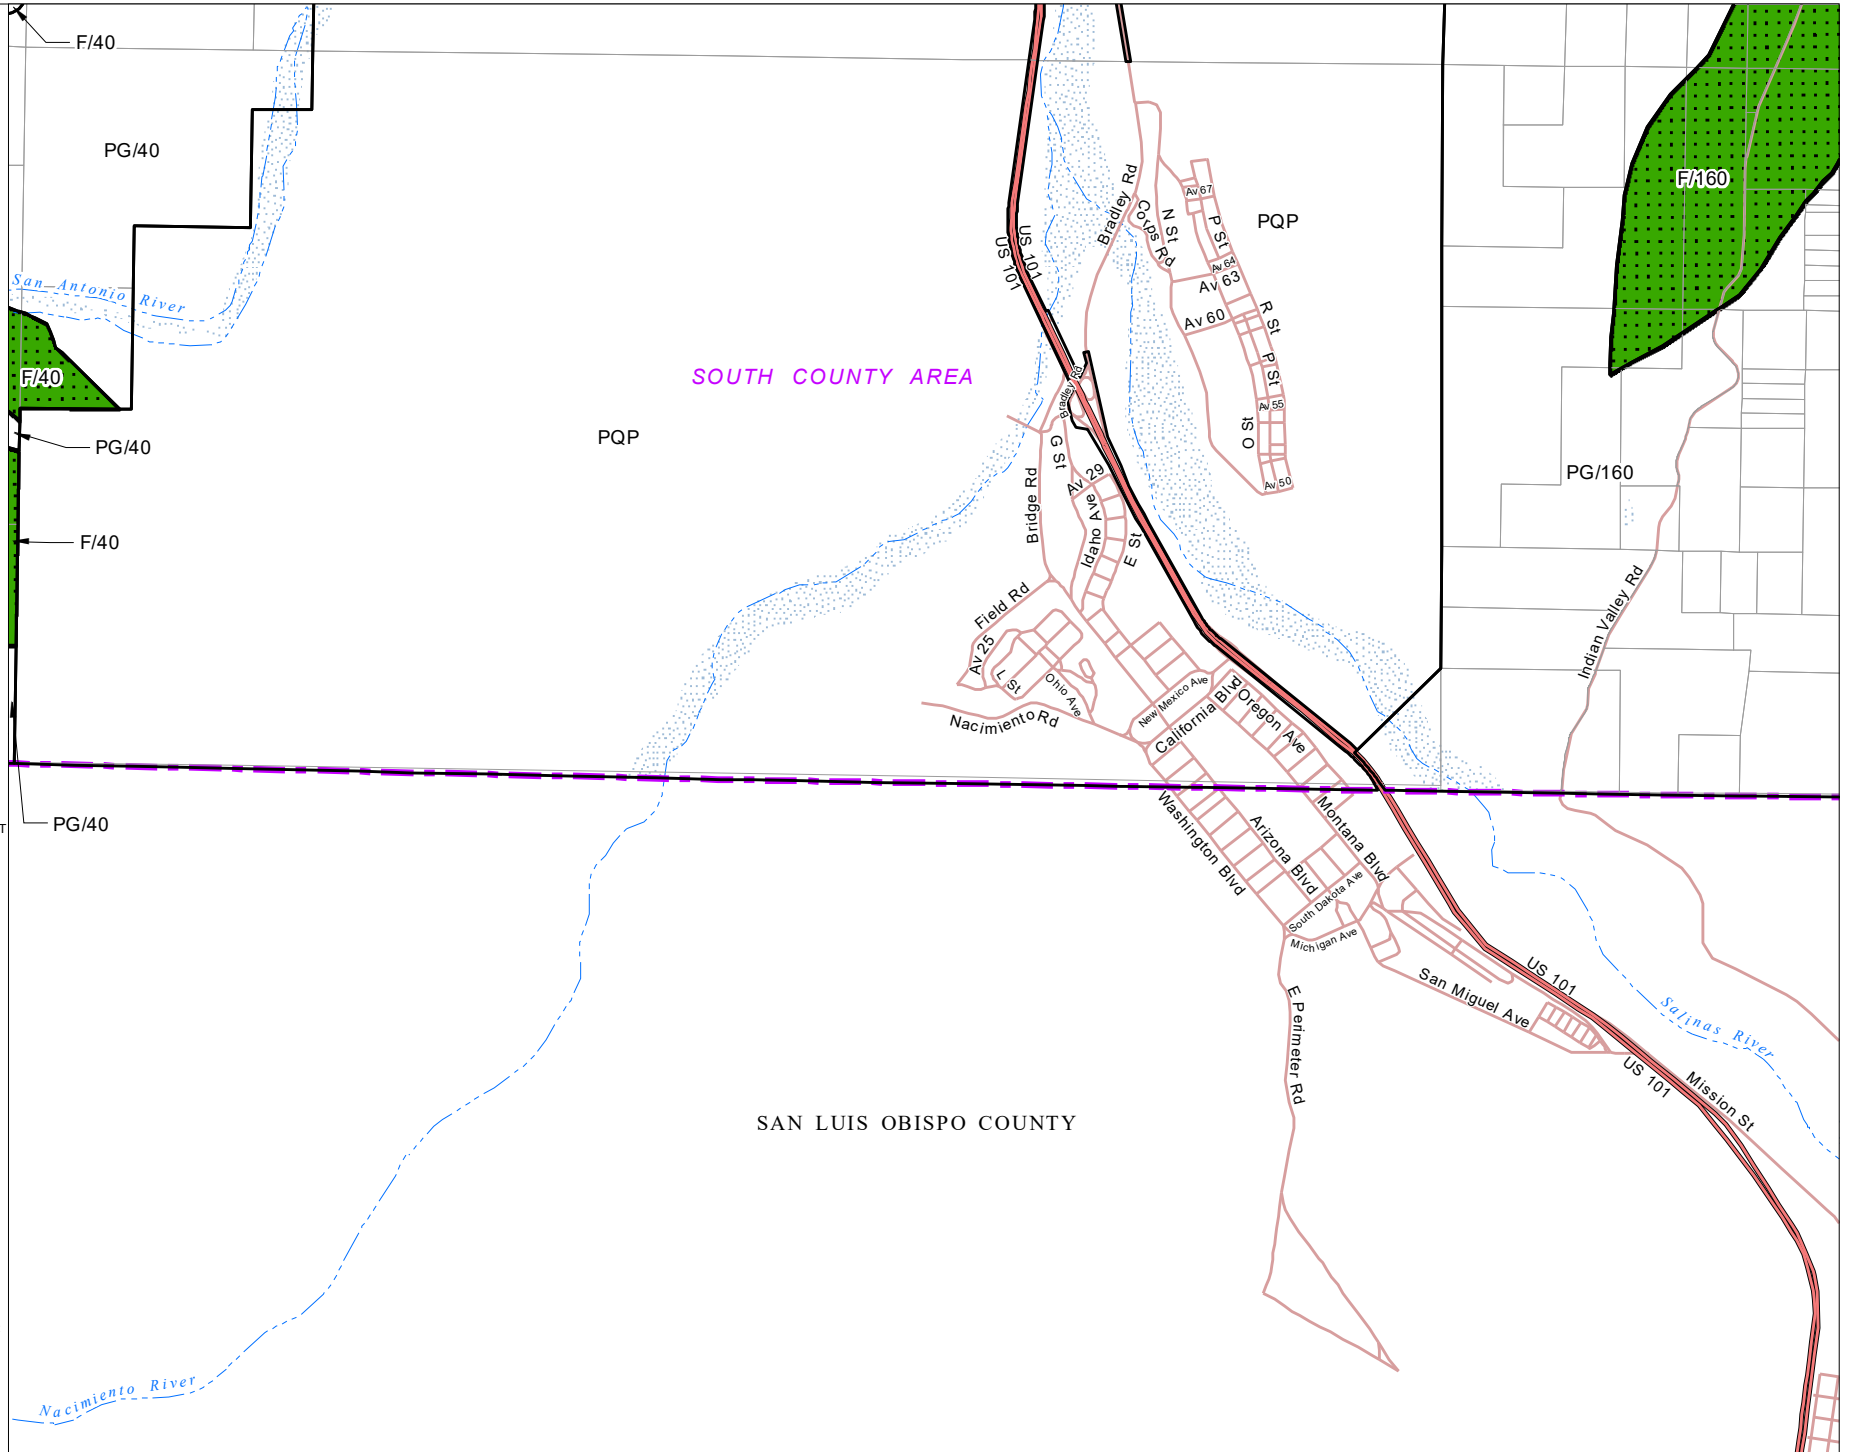 F/40
PG/40
San Antonio River
F/40
PG/40
F/40
PG/40
T
SOUTH COUNTY AREA
PQP
PQP
F/160
PG/160
US 101
US 101
Bradley Rd
Corps Rd
N St
Av 67
P St
Av 64
Av 63
Av 60
R St
P St
Av 55
O St
Av 50
Bradley Rd
G St
Av 29
Bridge Rd
Idaho Ave
E St
Field Rd
Av 25
L St
Ohio Ave
Nacimiento Rd
New Mexico Ave
California Blvd
Oregon Ave
Indian Valley Rd
Washington Blvd
Arizona Blvd
Montana Blvd
South Dakota Ave
Michigan Ave
San Miguel Ave
US 101
Salinas River
E Perimeter Rd
US 101
Mission St
SAN LUIS OBISPO COUNTY
Nacimiento River